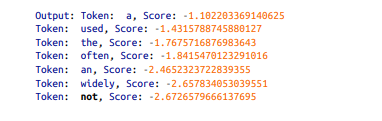 Output: Token:  a, Score: -1.102203369140625
Token:  used, Score: -1.4315788745880127
Token:  the, Score: -1.7675716876983643
Token:  often, Score: -1.8415470123291016
Token:  an, Score: -2.4652323722839355
Token:  widely, Score: -2.657834053039551
Token:  not, Score: -2.6726579666137695